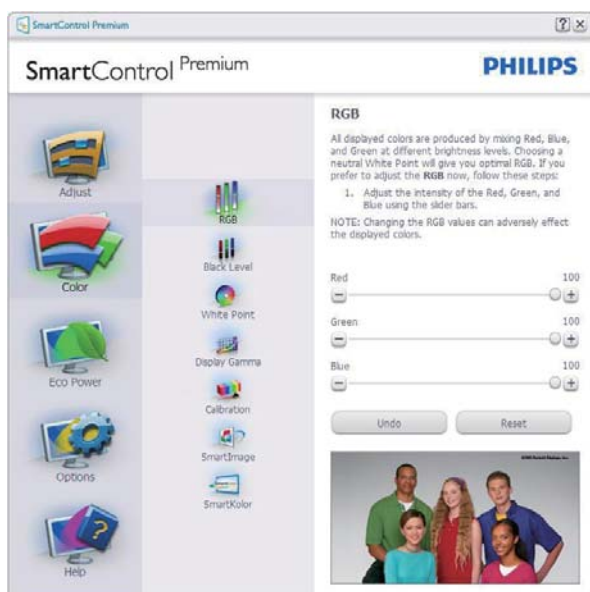 SmartControl Premium
SmartControl Premium
PHILIPS
Adjust
Color
Eco Power
Options
Help
RGB
Black Level
White Point
Display Gamma
Calibration
SmartImage
SmartKolor
RGB
All displayed colors are produced by mixing Red, Blue,
and Green at different brightness levels. Choosing a
neutral White Point will give you optimal RGB. If you
prefer to adjust the RGB now, follow these steps:
1. Adjust the intensity of the Red, Green, and
Blue using the slider bars.
NOTE: Changing the RGB values can adversely effect
the displayed colors.
Red 100
Green 100
Blue 100
Undo Reset